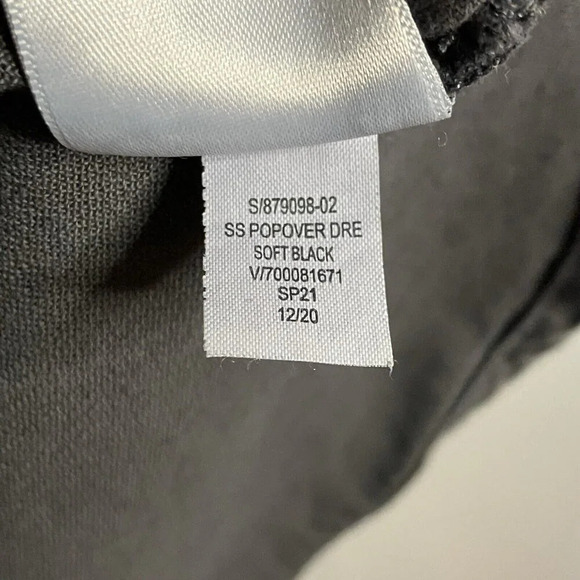 S/879098-02
SS POPOVER DRE
SOFT BLACK
V/700081671
SP21
12/20